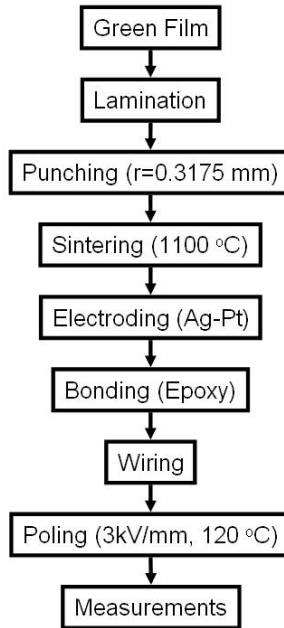 Green Film
Lamination
Punching (r=0.3175 mm)
Sintering (1100 °C)
Electroding (Ag-Pt)
Bonding (Epoxy)
Wiring
Poling (3kV/mm, 120 °C)
Measurements